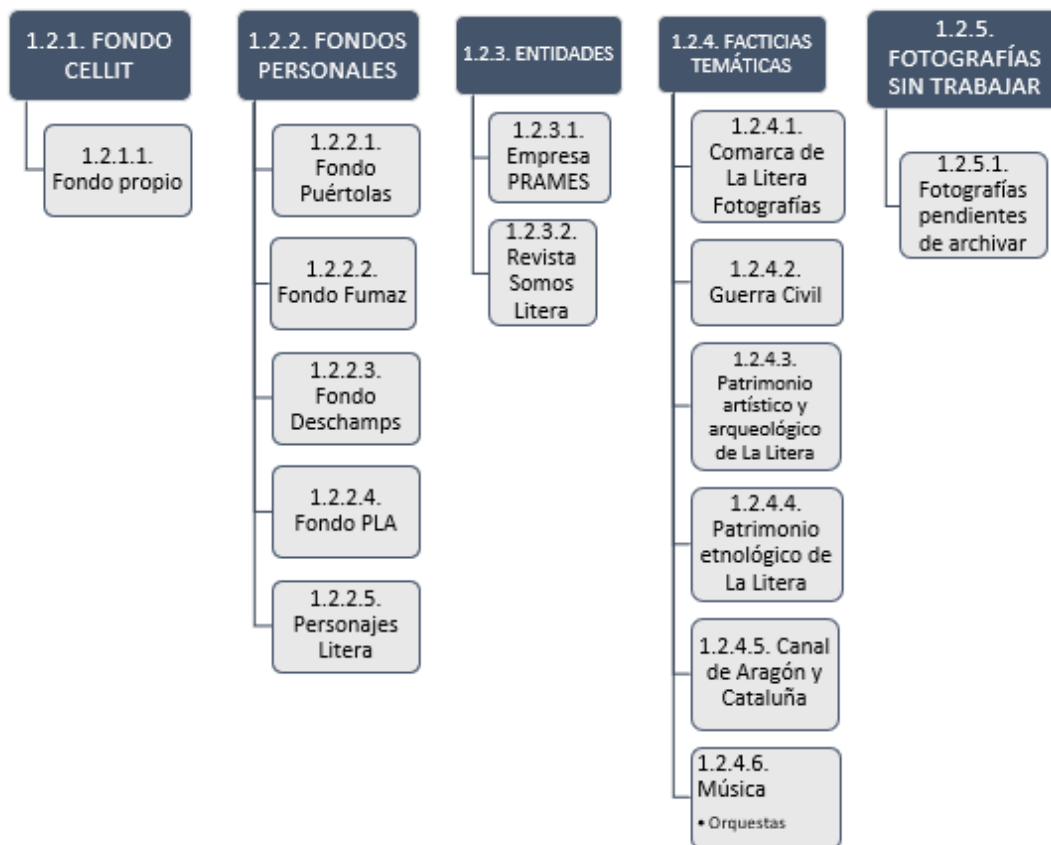 1.2.1. FONDO
CELLIT
1.2.1.1.
Fondo propio
1.2.2. FONDOS
PERSONALES
1.2.2.1.
Fondo
Puértolas
1.2.2.2.
Fondo Fumaz
1.2.2.3.
Fondo
Deschamps
1.2.2.4.
Fondo PLA
1.2.2.5.
Personajes
Litera
1.2.3. ENTIDADES
1.2.3.1.
Empresa
PRAMES
1.2.3.2.
Revista
Somos
Litera
1.2.4. FACTICIAS
TEMÁTICAS
1.2.4.1.
Comarca de
La Litera
Fotografías
1.2.4.2.
Guerra Civil
1.2.4.3.
Patrimonio
artístico y
arqueológico
de La Litera
1.2.4.4.
Patrimonio
etnológico de
La Litera
1.2.4.5. Canal
de Aragón y
Cataluña
1.2.4.6.
Música
• Orquestas
1.2.5.
FOTOGRAFÍAS
SIN TRABAJAR
1.2.5.1.
Fotografías
pendientes
de archivar